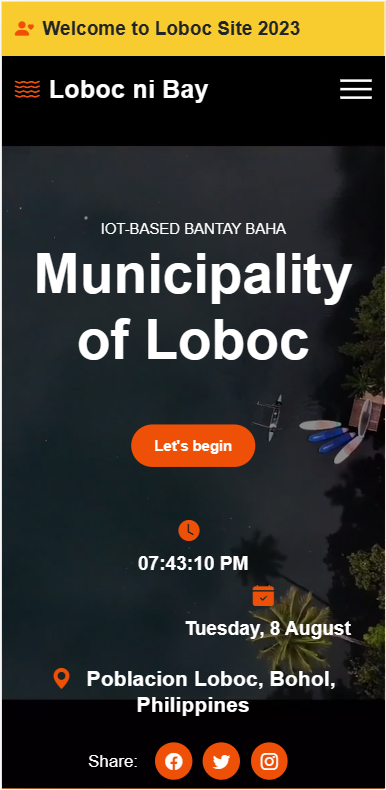 Welcome to Loboc Site 2023
Loboc ni Bay
IOT-BASED BANTAY BAHA
Municipality
of Loboc
Let's begin
07:43:10 PM
Tuesday, 8 August
Poblacion Loboc, Bohol,
Philippines
Share: